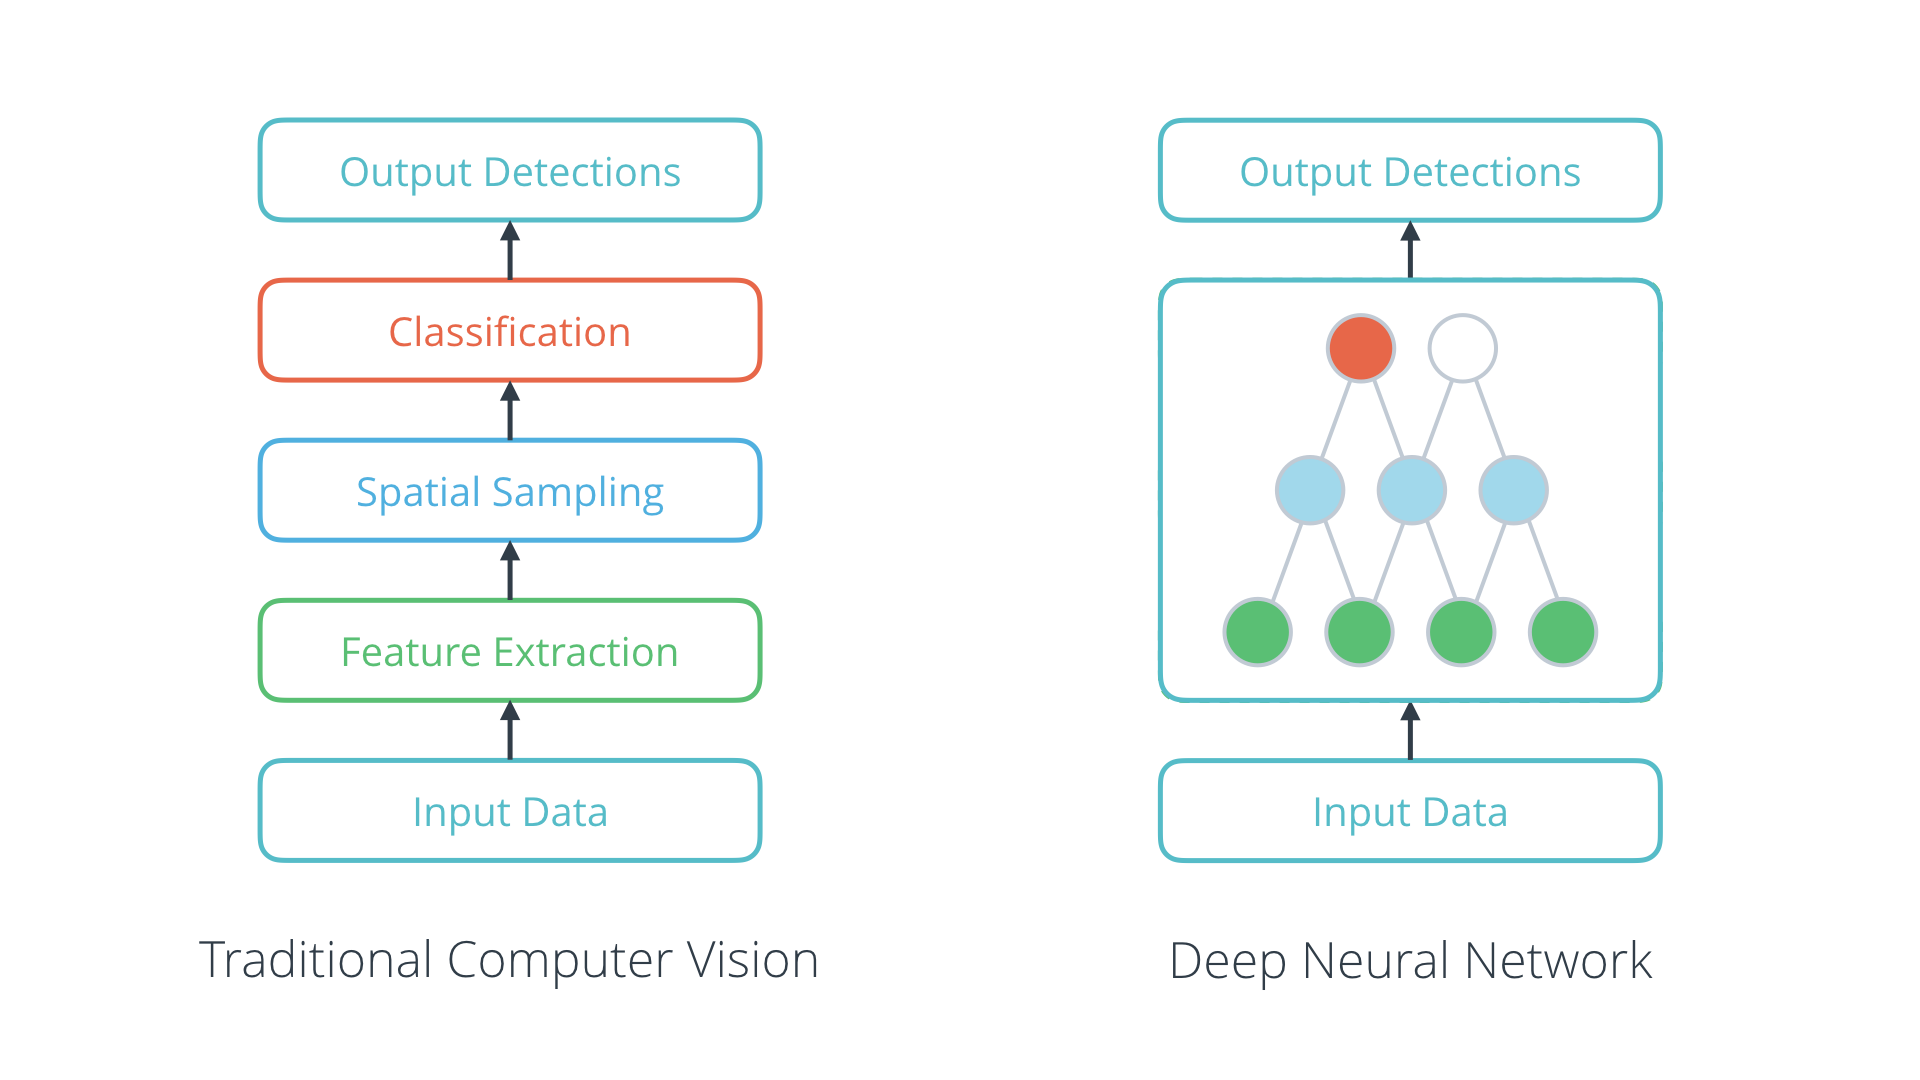 Output Detections
Classification
Spatial Sampling
Feature Extraction
Input Data
Traditional Computer Vision
Output Detections
Input Data
Deep Neural Network